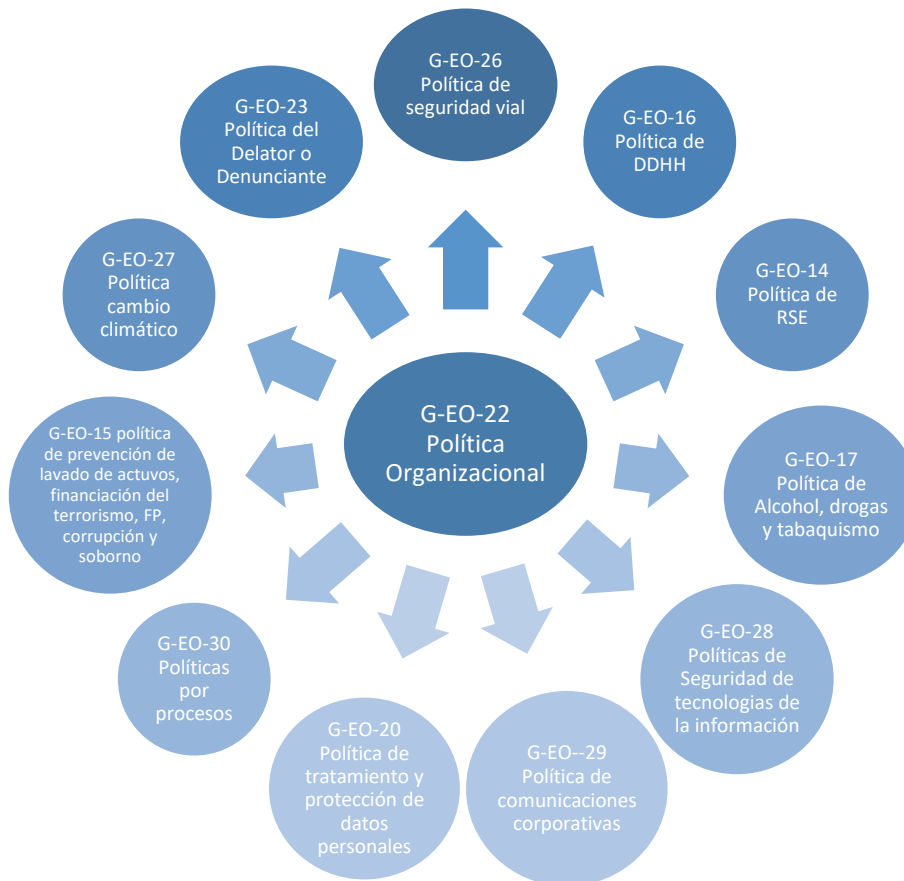 G-EO-26
Política de
seguridad vial
G-EO-16
Política de
DDHH
G-EO-14
Política de
RSE
G-EO-17
Política de
Alcohol, drogas
y tabaquismo
G-EO-28
Políticas de
Seguridad de
tecnologias de
la información
G-EO--29
Política de
comunicaciones
corporativas
G-EO-20
Política de
tratamiento y
protección de
datos
personales
G-EO-30
Políticas
por
procesos
G-EO-15 política
de prevención de
lavado de actuvos,
financiación del
terrorismo, FP,
corrupción y
soborno
G-EO-27
Política
cambio
climático
G-EO-23
Política del
Delator o
Denunciante
G-EO-22
Política
Organizacional